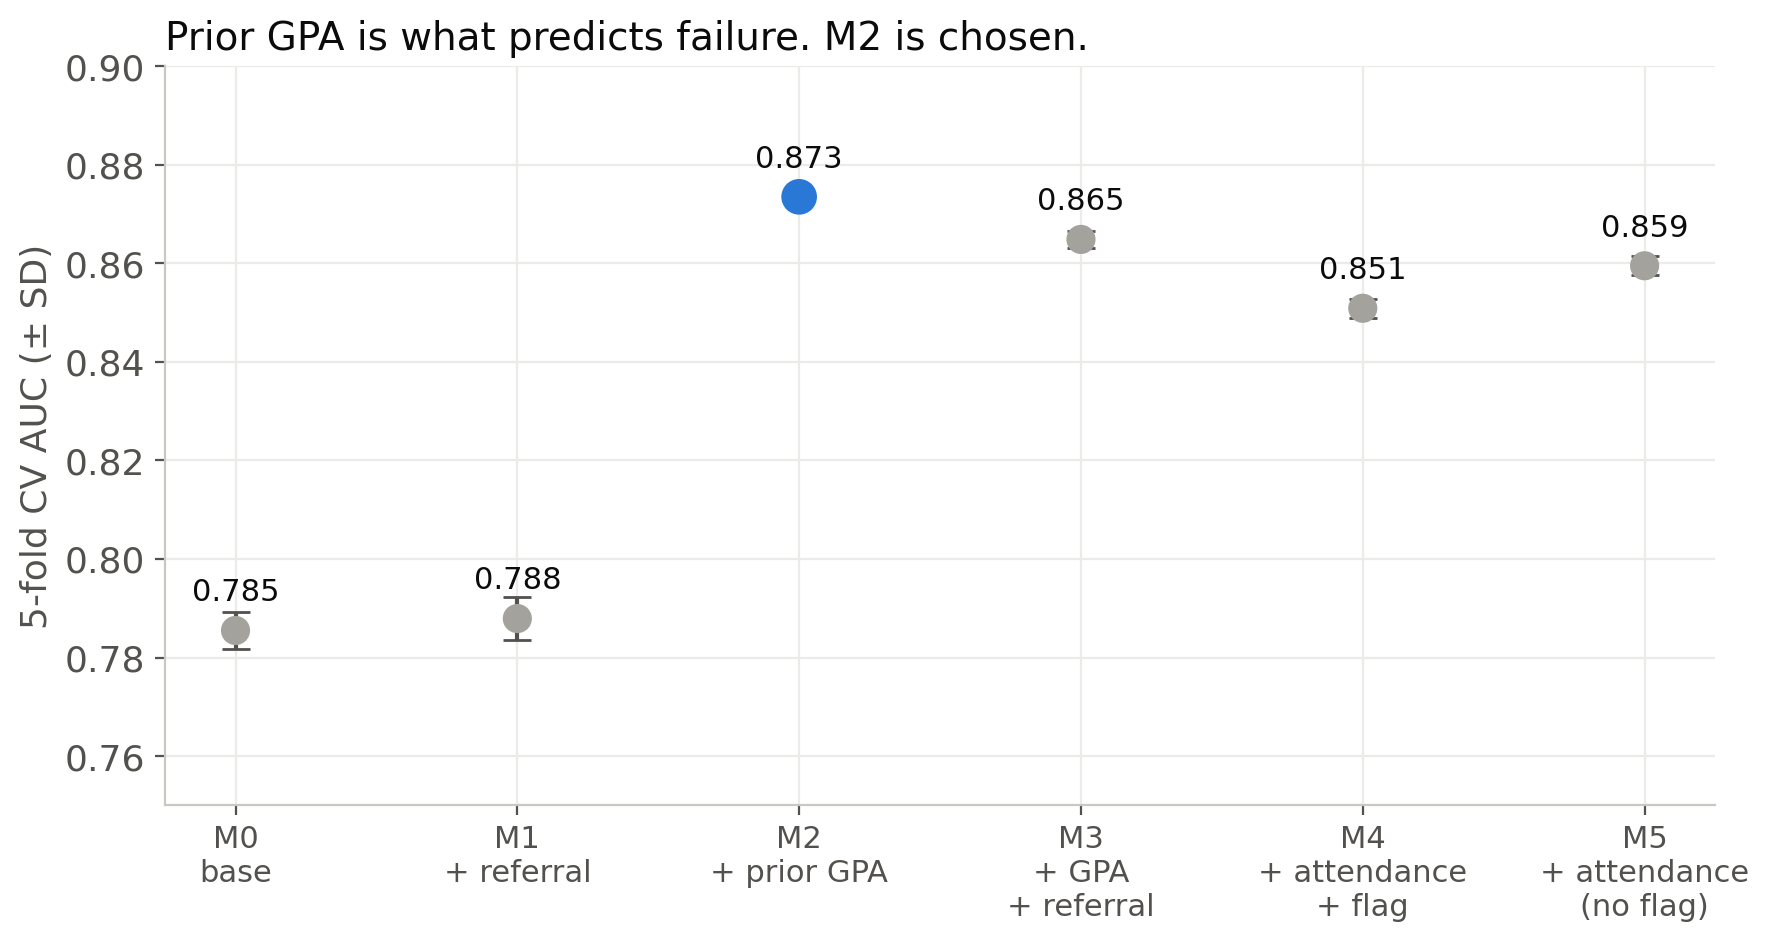 Prior GPA is what predicts failure. M2 is chosen.
5-fold CV AUC (± SD)
0.90
0.88
0.86
0.84
0.82
0.80
0.78
0.76
0.785
0.788
0.873
0.865
0.851
0.859
M0
base
M1
+ referral
M2
+ prior GPA
M3
+ GPA
+ referral
M4
+ attendance
+ flag
M5
+ attendance
(no flag)